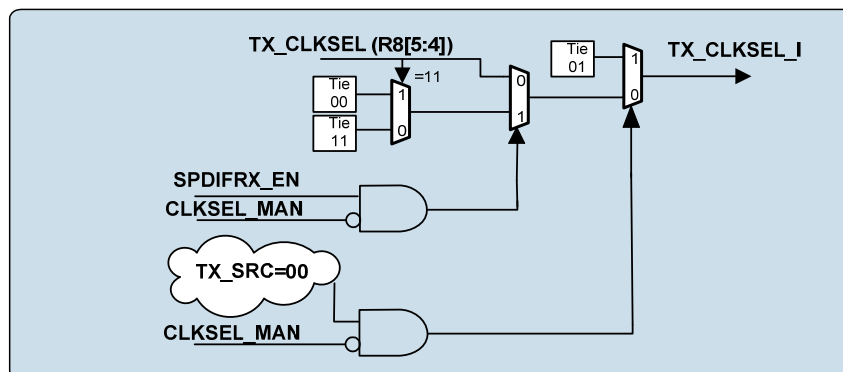 TX_CLKSEL (R8[5:4])
Tie
01
1
0
TX_CLKSEL_I
=11
Tie
00
1
0
0
1
Tie
11
SPDIFRX_EN
CLKSEL_MAN
TX_SRC=00
CLKSEL_MAN